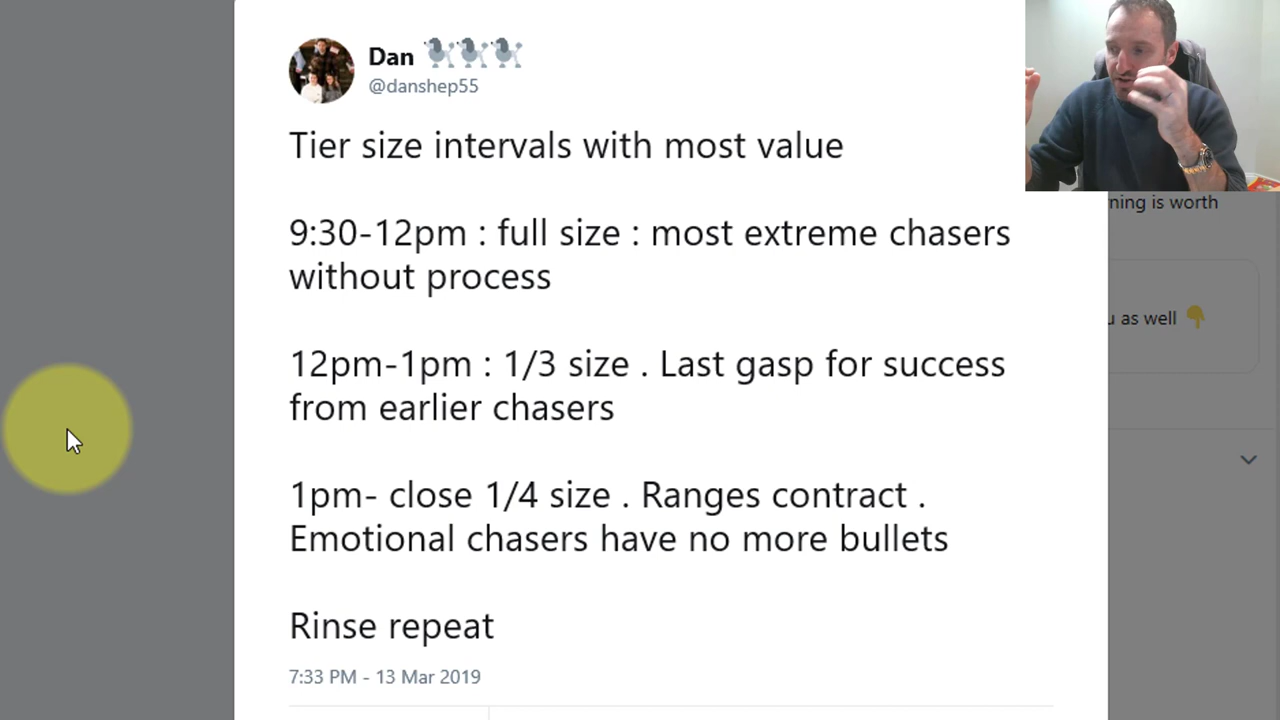 Dan 🐩🐩🐩
@danshep55
Tier size intervals with most value
9:30-12pm : full size : most extreme chasers
without process
12pm-1pm : 1/3 size . Last gasp for success
from earlier chasers
1pm- close 1/4 size . Ranges contract .
Emotional chasers have no more bullets
Rinse repeat
7:33 PM - 13 Mar 2019
ning is worth
u as well 👇